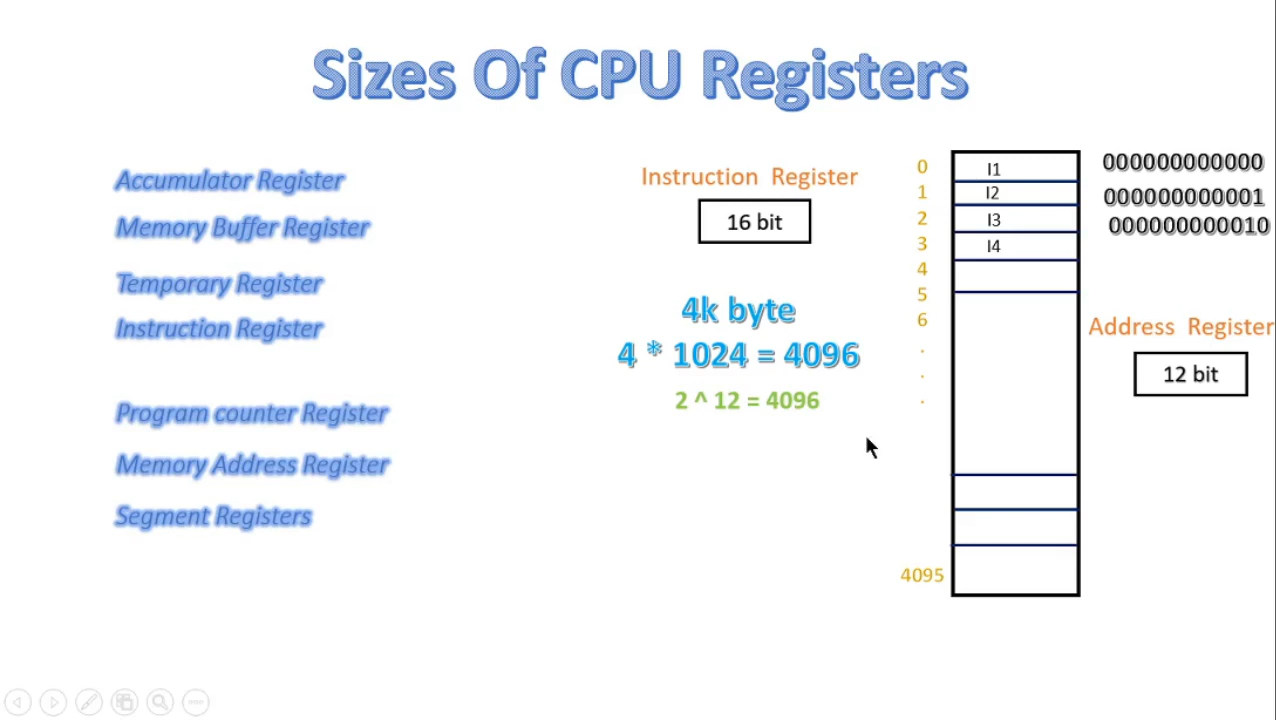 Sizes Of CPU Registers
Accumulator Register
Memory Buffer Register
Temporary Register
Instruction Register
Program counter Register
Memory Address Register
Segment Registers
Instruction Register
16 bit
4k byte
4 * 1024 = 4096
2 ^ 12 = 4096
0 I1 000000000000
1 I2 000000000001
2 I3 000000000010
3 I4
4
5
6
.
.
.
4095
Address Register
12 bit